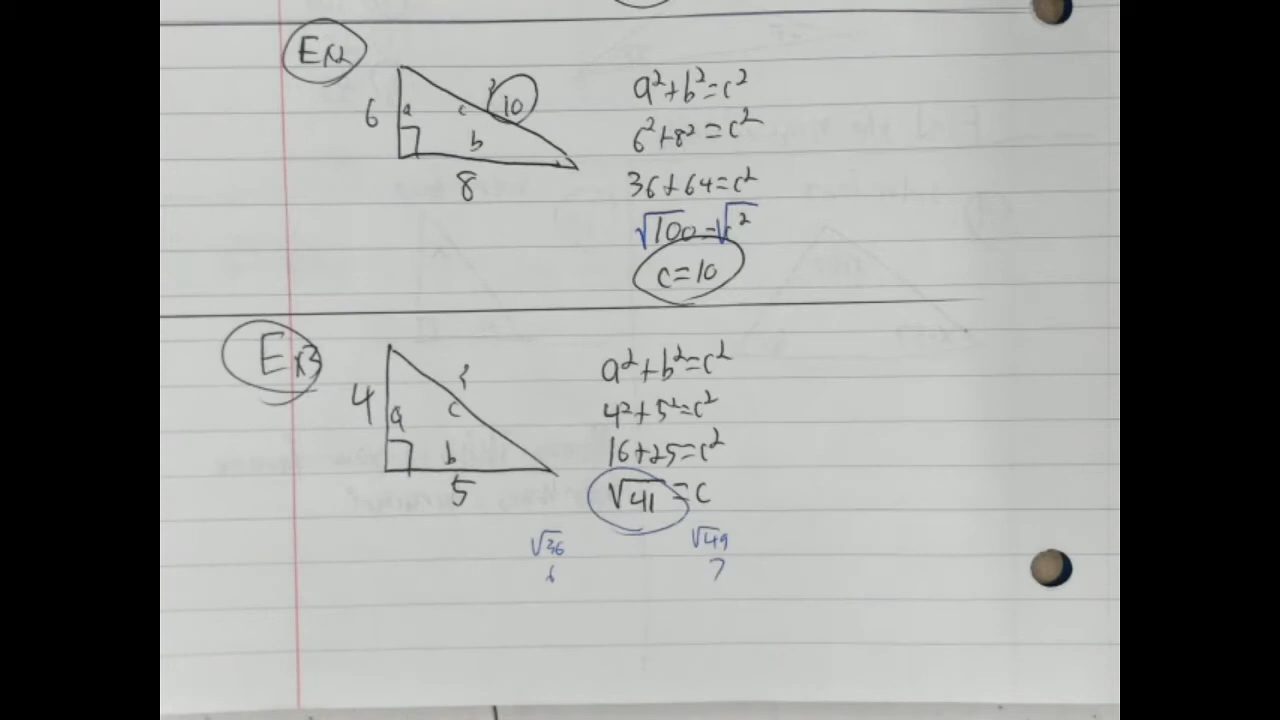 Ex2
6
a
c
?
10
b
8
a²+b²=c²
6²+8²=c²
36+64=c²
√100=√c²
c=10
Ex3
4
a
?
c
b
5
a²+b²=c²
4²+5²=c²
16+25=c²
√41=c
√36
6
√49
7